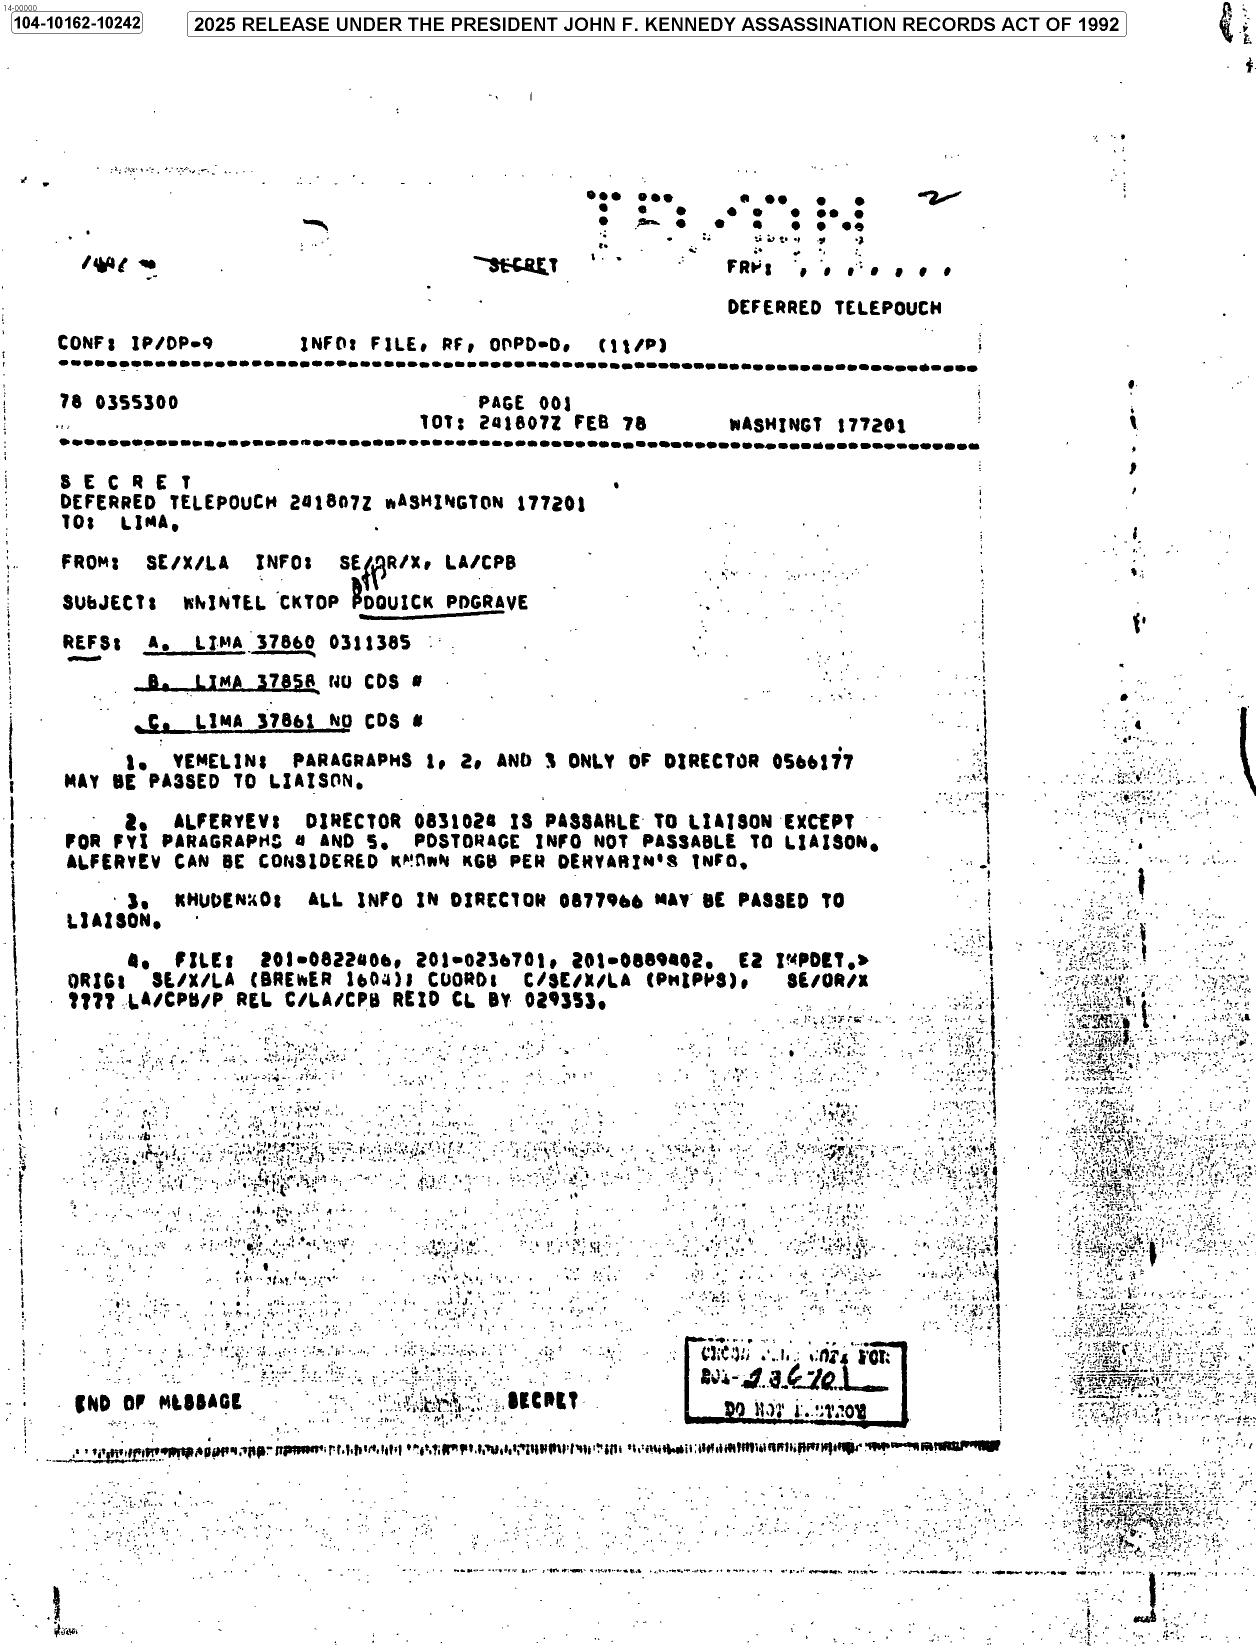 14-00000
104-10162-10242
2025 RELEASE UNDER THE PRESIDENT JOHN F. KENNEDY ASSASSINATION RECORDS ACT OF 1992
2
SECRET FRP: , , , , , , ,
DEFERRED TELEPOUCH
CONF: IP/DP-9 INFO: FILE, RF, ODPD-D, (11/P)
78 0355300 PAGE 001
TOT: 241807Z FEB 78 WASHINGT 177201
S E C R E T
DEFERRED TELEPOUCH 241807Z WASHINGTON 177201
TO: LIMA.
FROM: SE/X/LA INFO: SE/OR/X, LA/CPB
SUBJECT: WNINTEL CKTOP PDQUICK PDGRAVE
REFS: A. LIMA 37860 0311385
B. LIMA 37858 NO CDS #
C. LIMA 37861 NO CDS #
1. YEMELIN: PARAGRAPHS 1, 2, AND 3 ONLY OF DIRECTOR 0566177
MAY BE PASSED TO LIAISON.
2. ALFERYEV: DIRECTOR 0831024 IS PASSABLE TO LIAISON EXCEPT
FOR FYI PARAGRAPHS 4 AND 5. PDSTORAGE INFO NOT PASSABLE TO LIAISON.
ALFERYEV CAN BE CONSIDERED KNOWN KGB PER DERYABIN'S INFO.
3. KHUDENKO: ALL INFO IN DIRECTOR 0877966 MAY BE PASSED TO
LIAISON.
4. FILE: 201-0822406, 201-0236701, 201-0889402. E2 IMPDET.>
ORIG: SE/X/LA (BREWER 1604); COORD: C/SE/X/LA (PHIPPS), SE/OR/X
???? LA/CPB/P REL C/LA/CPB REID CL BY 029353.
FOR
201-236701
DO NOT DESTROY
END OF MESSAGE SECRET